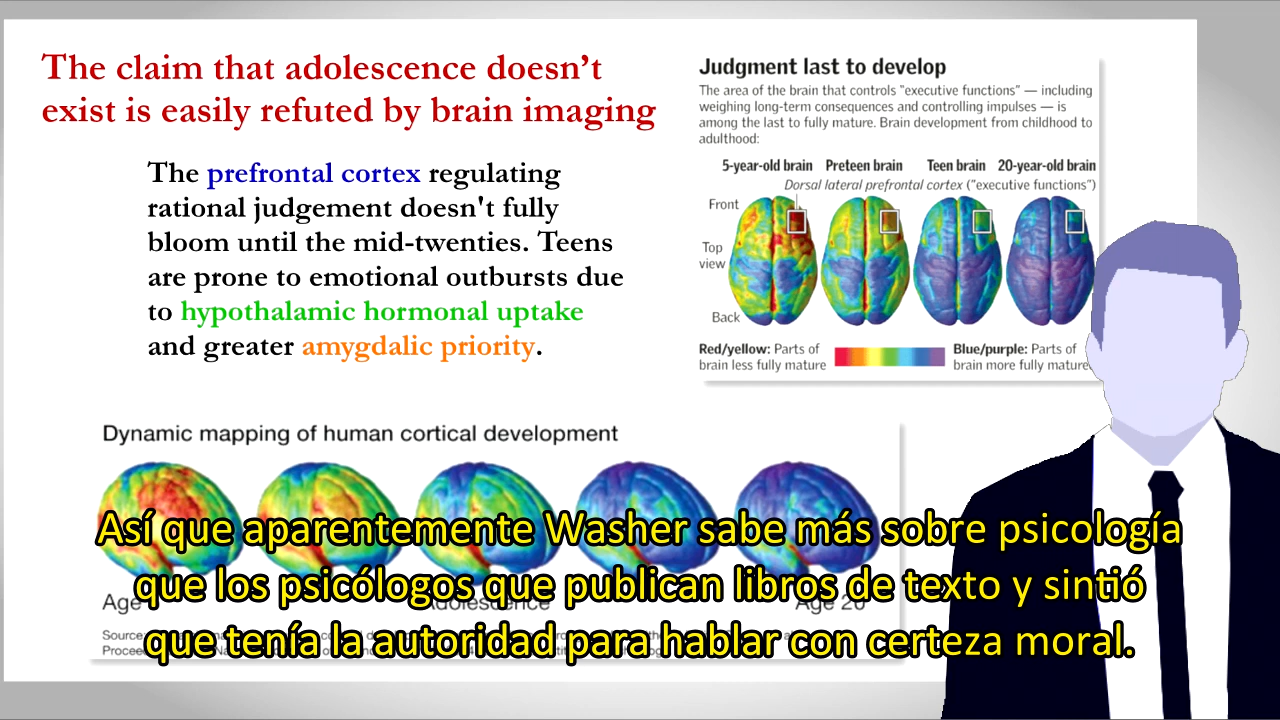 The claim that adolescence doesn't
exist is easily refuted by brain imaging
The prefrontal cortex regulating
rational judgement doesn't fully
bloom until the mid-twenties. Teens
are prone to emotional outbursts due
to hypothalamic hormonal uptake
and greater amygdalic priority.
Judgment last to develop
The area of the brain that controls "executive functions" — including
weighing long-term consequences and controlling impulses — is
among the last to fully mature. Brain development from childhood to
adulthood:
5-year-old brain Preteen brain Teen brain 20-year-old brain
Dorsal lateral prefrontal cortex ("executive functions")
Front
Top
view
Back
Red/yellow: Parts of
brain less fully mature
Blue/purple: Parts of
brain more fully mature
Dynamic mapping of human cortical development
Age Adolescence Age 20
Source
Así que aparentemente Washer sabe más sobre psicología
que los psicólogos que publican libros de texto y sintió
que tenía la autoridad para hablar con certeza moral.